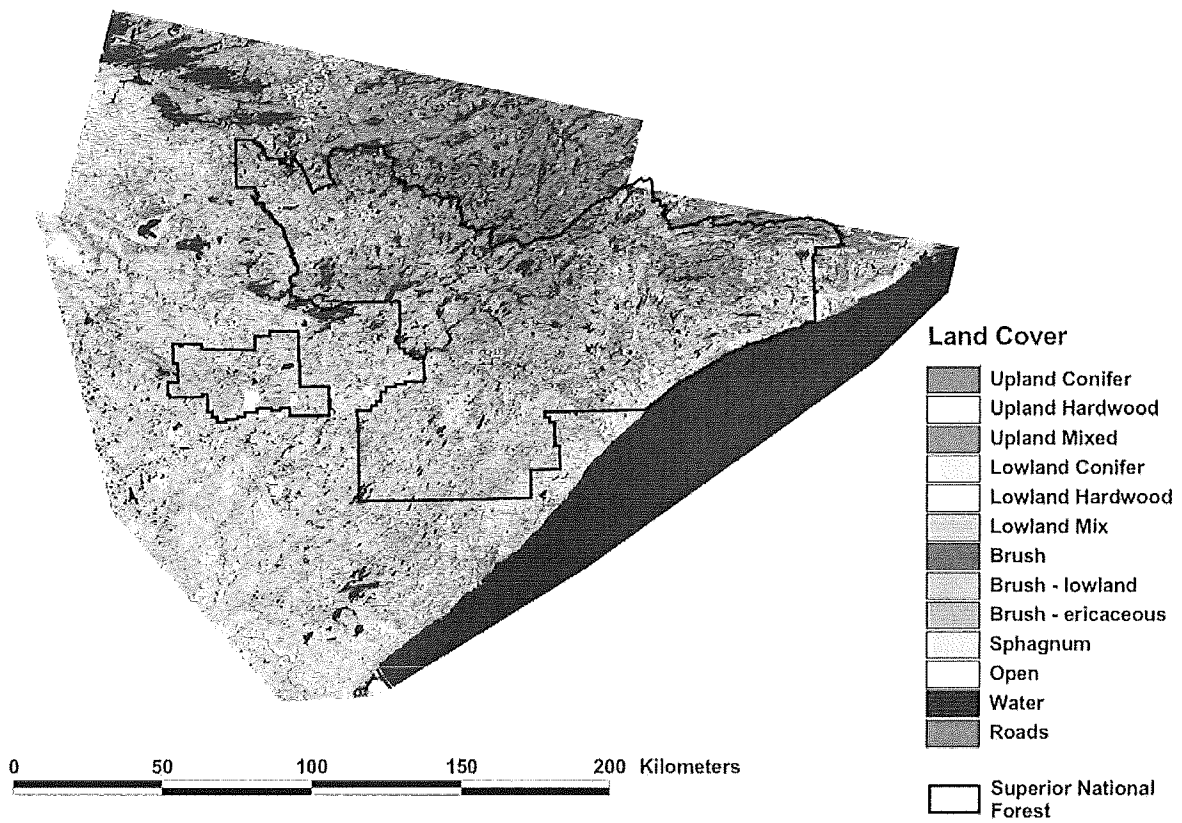 Land Cover
Upland Conifer
Upland Hardwood
Upland Mixed
Lowland Conifer
Lowland Hardwood
Lowland Mix
Brush
Brush - lowland
Brush - ericaceous
Sphagnum
Open
Water
Roads
Superior National
Forest
0 50 100 150 200 Kilometers